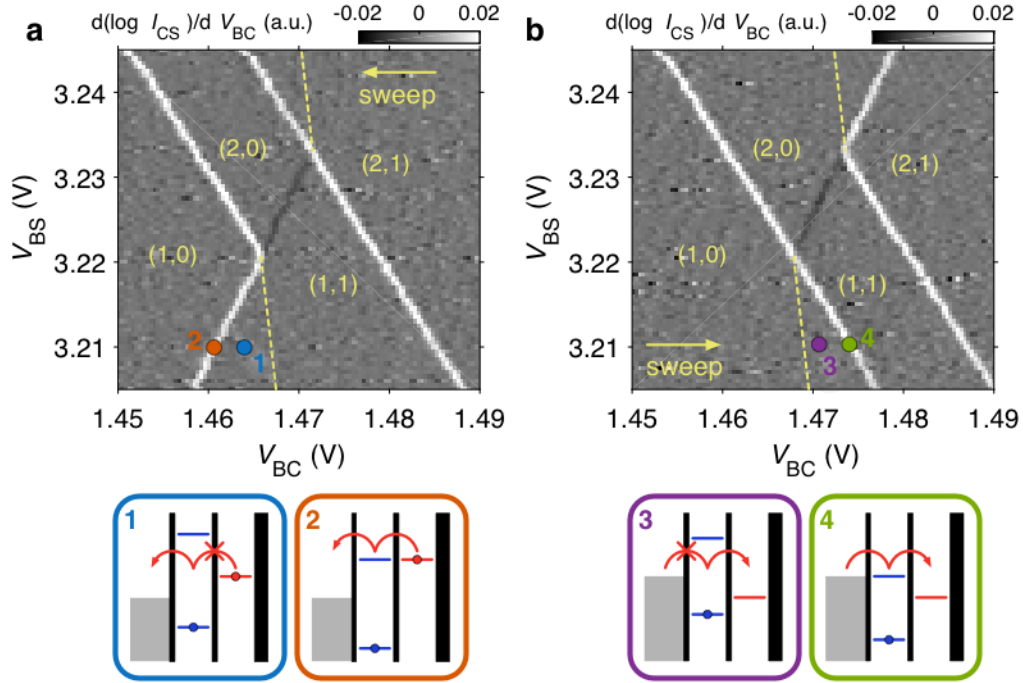 d(log I_CS)/d V_BC (a.u.)
-0.02 0 0.02
a
sweep
(2,0)
(2,1)
(1,0)
(1,1)
2
1
3.24
3.23
3.22
3.21
V_BS (V)
1.45 1.46 1.47 1.48 1.49
V_BC (V)
d(log I_CS)/d V_BC (a.u.)
-0.02 0 0.02
b
(2,0)
(2,1)
(1,0)
(1,1)
sweep
3
4
3.24
3.23
3.22
3.21
V_BS (V)
1.45 1.46 1.47 1.48 1.49
V_BC (V)
1
2
3
4